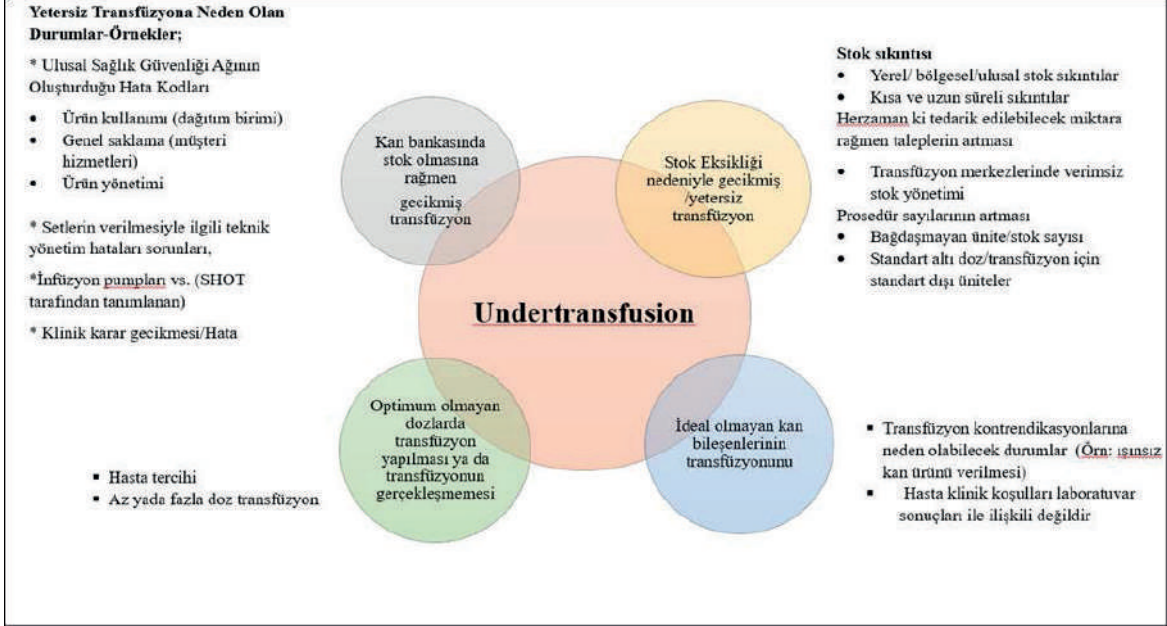 Yetersiz Transfüzyona Neden Olan
Durumlar-Örnekler;
* Ulusal Sağlık Güvenliği Ağının
Oluşturduğu Hata Kodları
• Ürün kullanımı (dağıtım birimi)
• Genel saklama (müşteri
hizmetleri)
• Ürün yönetimi
* Setlerin verilmesiyle ilgili teknik
yönetim hataları sorunları,
*İnfüzyon pumpları vs. (SHOT
tarafından tanımlanan)
* Klinik karar gecikmesi/Hata
Kan bankasında
stok olmasına
rağmen
gecikmiş
transfüzyon
Stok Eksikliği
nedeniyle gecikmiş
/yetersiz
transfüzyon
Stok sıkıntısı
• Yerel/ bölgesel/ulusal stok sıkıntılar
• Kısa ve uzun süreli sıkıntılar
Herzaman ki tedarik edilebilecek miktara
rağmen taleplerin artması
• Transfüzyon merkezlerinde verimsiz
stok yönetimi
Prosedür sayılarının artması
• Bağdaşmayan ünite/stok sayısı
• Standart altı doz/transfüzyon için
standart dışı üniteler
Undertransfusion
Optimum olmayan
dozlarda
transfüzyon
yapılması ya da
transfüzyonun
gerçekleşmemesi
İdeal olmayan kan
bileşenlerinin
transfüzyonunu
▪ Hasta tercihi
▪ Az yada fazla doz transfüzyon
▪ Transfüzyon kontrendikasyonlarına
neden olabilecek durumlar (Örn: ışınsız
kan ürünü verilmesi)
▪ Hasta klinik koşulları laboratuvar
sonuçları ile ilişkili değildir